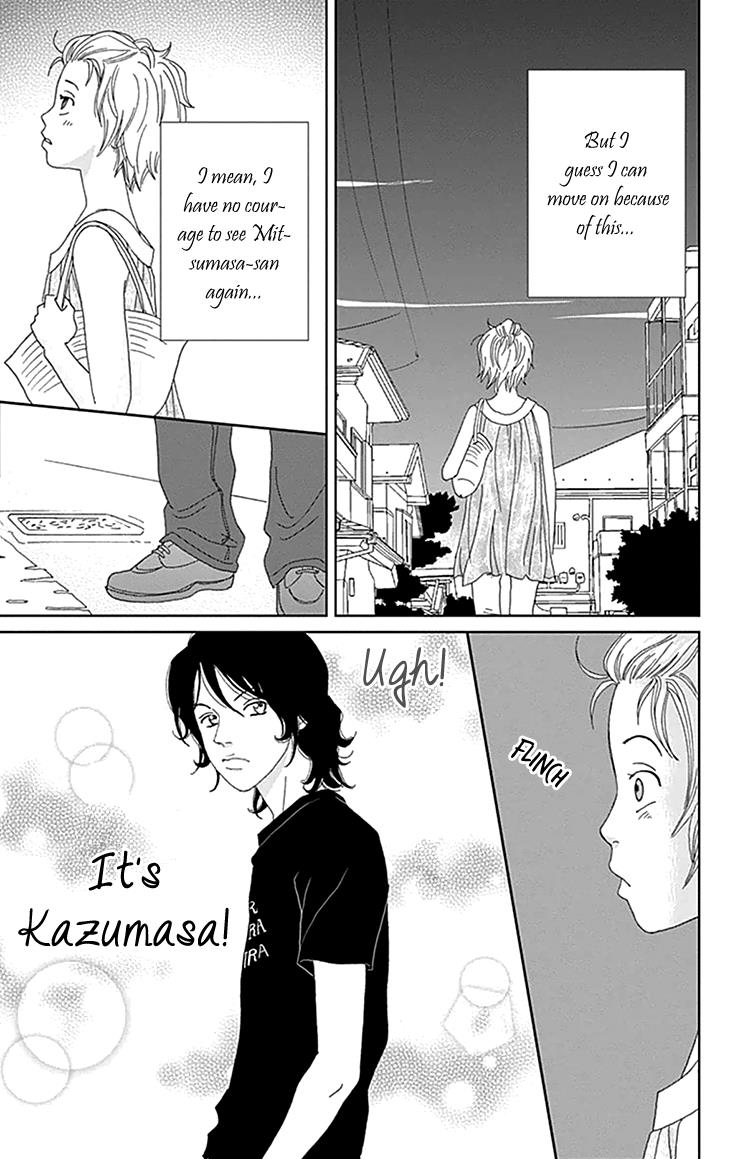 But I
guess I can
move on because
of this...
I mean, I
have no cour-
age to see Mit-
sumasa-san
again...
FLINCH
Ugh!
It's
Kazumasa!